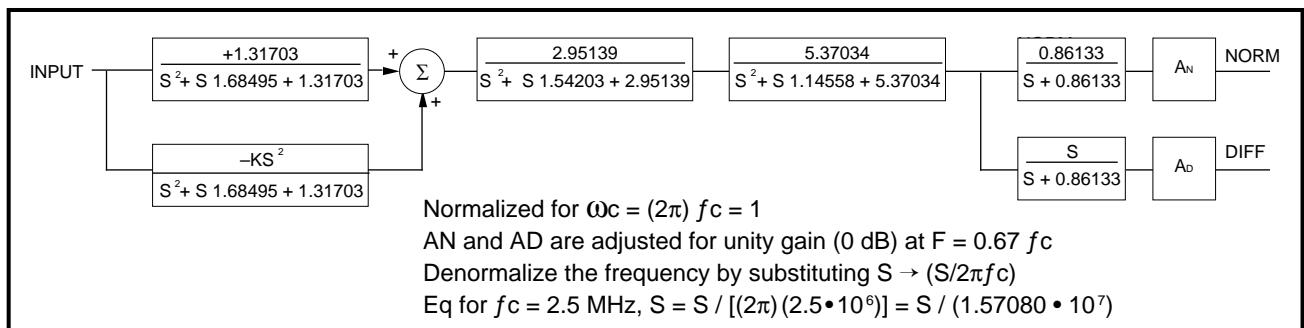 +1.31703
S²+ S 1.68495 + 1.31703
2.95139
S²+ S 1.54203 + 2.95139
5.37034
S²+ S 1.14558 + 5.37034
0.86133
S + 0.86133
INPUT
+
Σ
+
AN
NORM
–KS²
S²+ S 1.68495 + 1.31703
S
S + 0.86133
AD
DIFF
Normalized for ωc = (2π) ƒc = 1
AN and AD are adjusted for unity gain (0 dB) at F = 0.67 ƒc
Denormalize the frequency by substituting S → (S/2πƒc)
Eq for ƒc = 2.5 MHz, S = S / [(2π) (2.5•10⁶)] = S / (1.57080 • 10⁷)